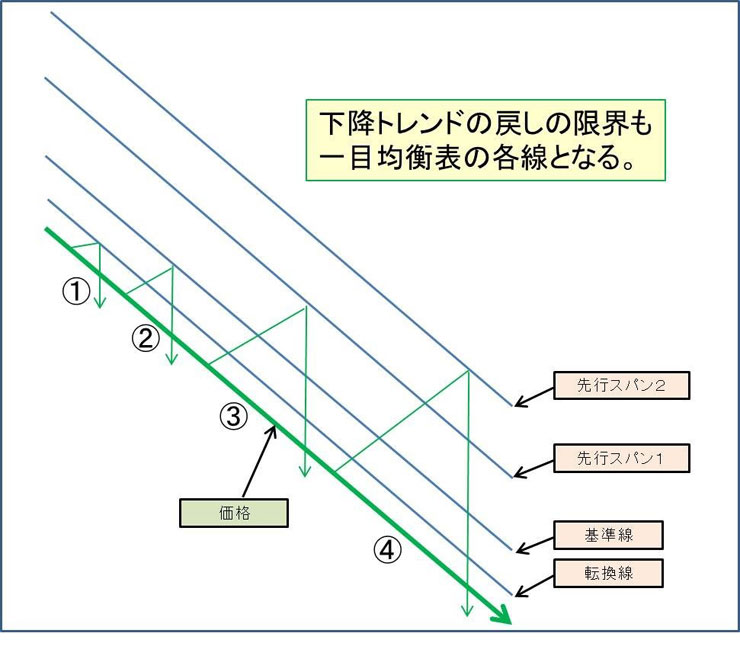 下降トレンドの戻しの限界も
一目均衡表の各線となる。
①
②
③
④
価格
先行スパン２
先行スパン１
基準線
転換線